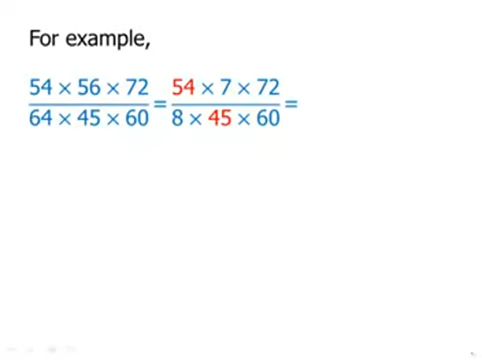 For example,
54 × 56 × 72 / 64 × 45 × 60 = 54 × 7 × 72 / 8 × 45 × 60 =